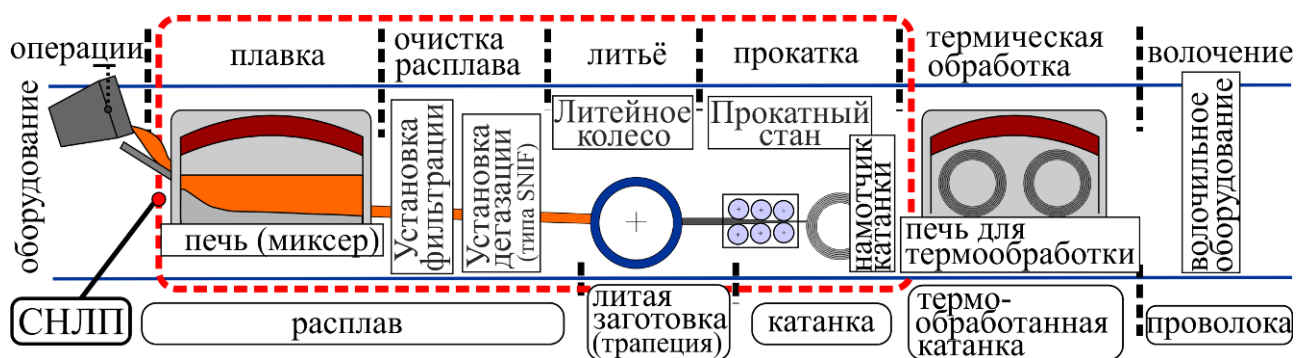 операции
плавка
очистка
расплава
литьё
прокатка
термическая
обработка
волочение
оборудование
печь (миксер)
Установка
фильтрации
Установка
дегазации
(типа SNIF)
Литейное
колесо
Прокатный
стан
намотчик
катанки
печь для
термообработки
волочильное
оборудование
СНЛП
расплав
литая
заготовка
(трапеция)
катанка
термо-
обработанная
катанка
проволока